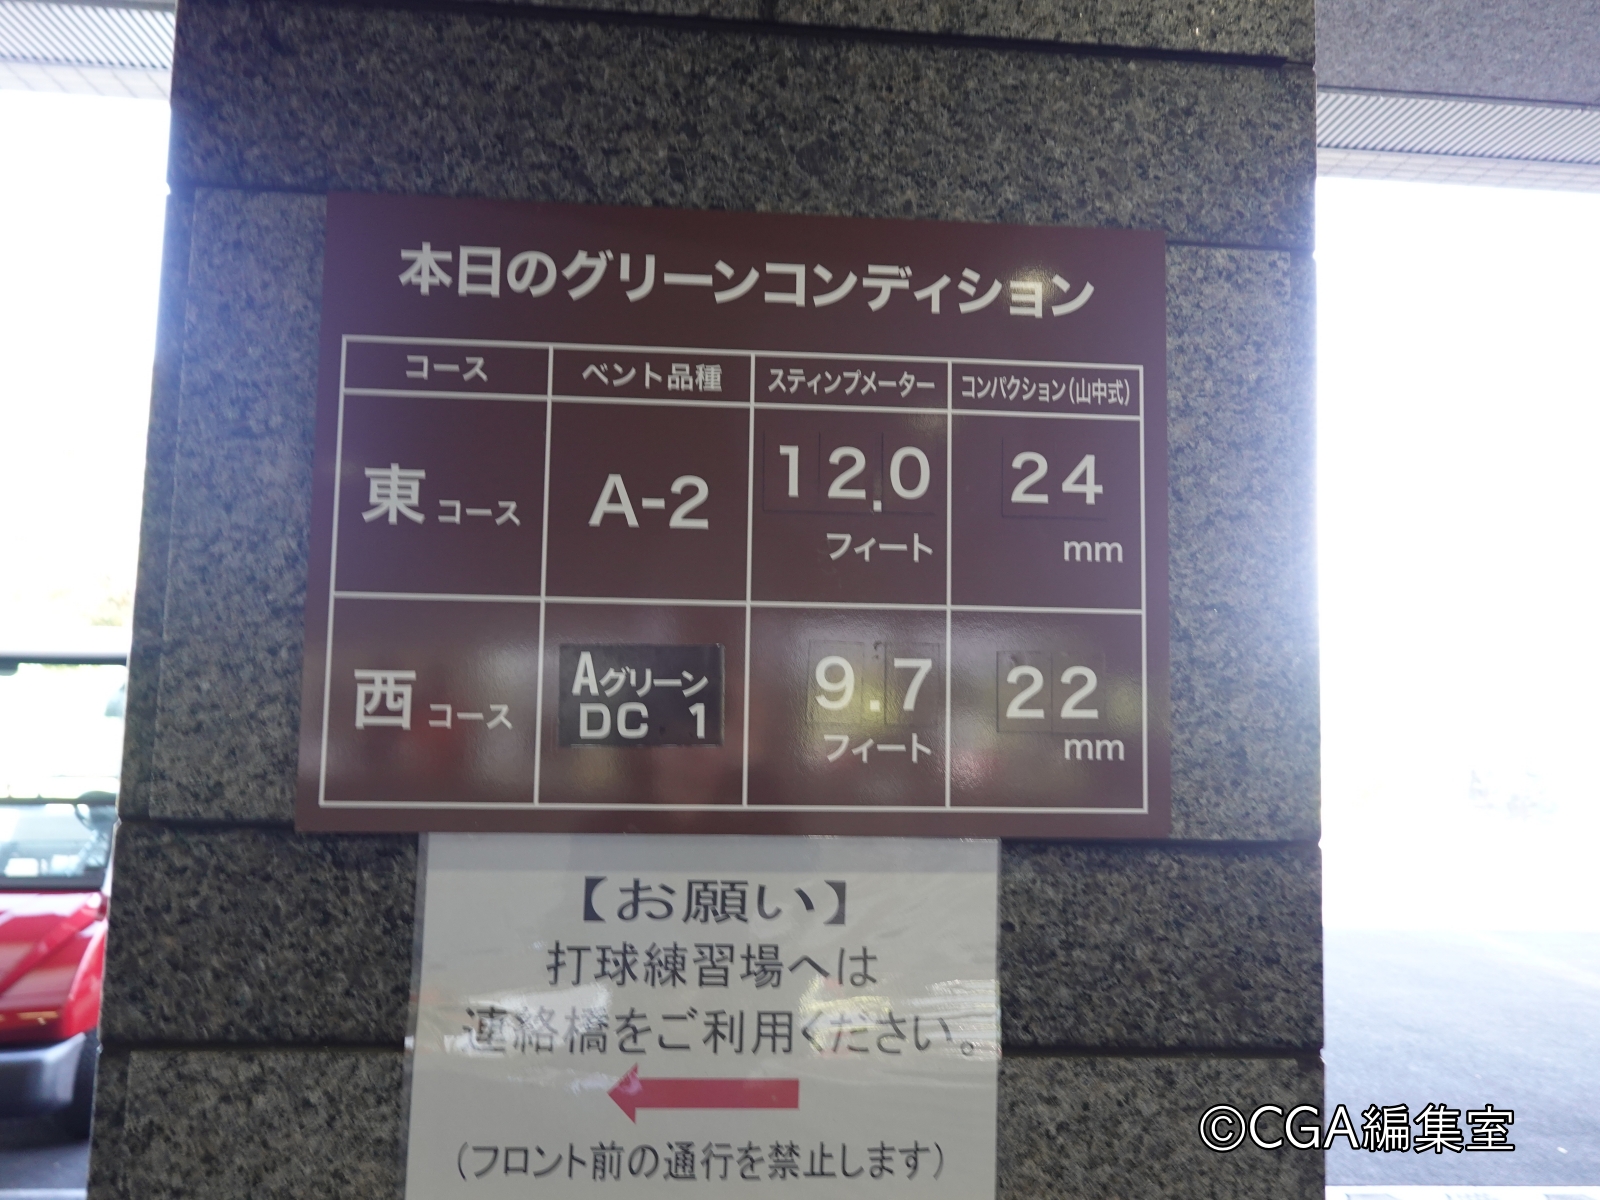 本日のグリーンコンディション
コース ベント品種 スティンプメーター コンパクション(山中式)
東コース A-2 12.0 フィート 24 mm
西コース Aグリーン DC 1 9.7 フィート 22 mm
【お願い】
打球練習場へは
連絡橋をご利用ください。
(フロント前の通行を禁止します)
©CGA編集室